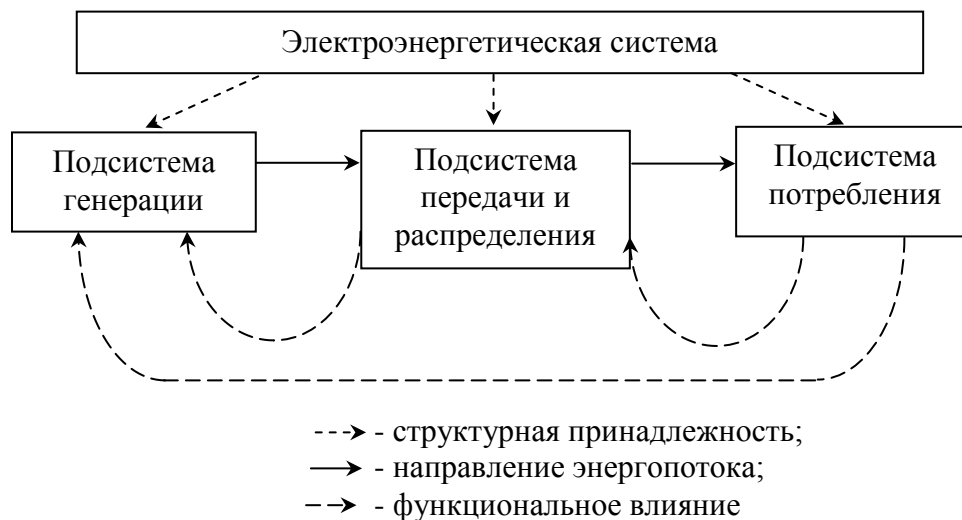 Электроэнергетическая система
Подсистема
генерации
Подсистема
передачи и
распределения
Подсистема
потребления
- структурная принадлежность;
- направление энергопотока;
- функциональное влияние